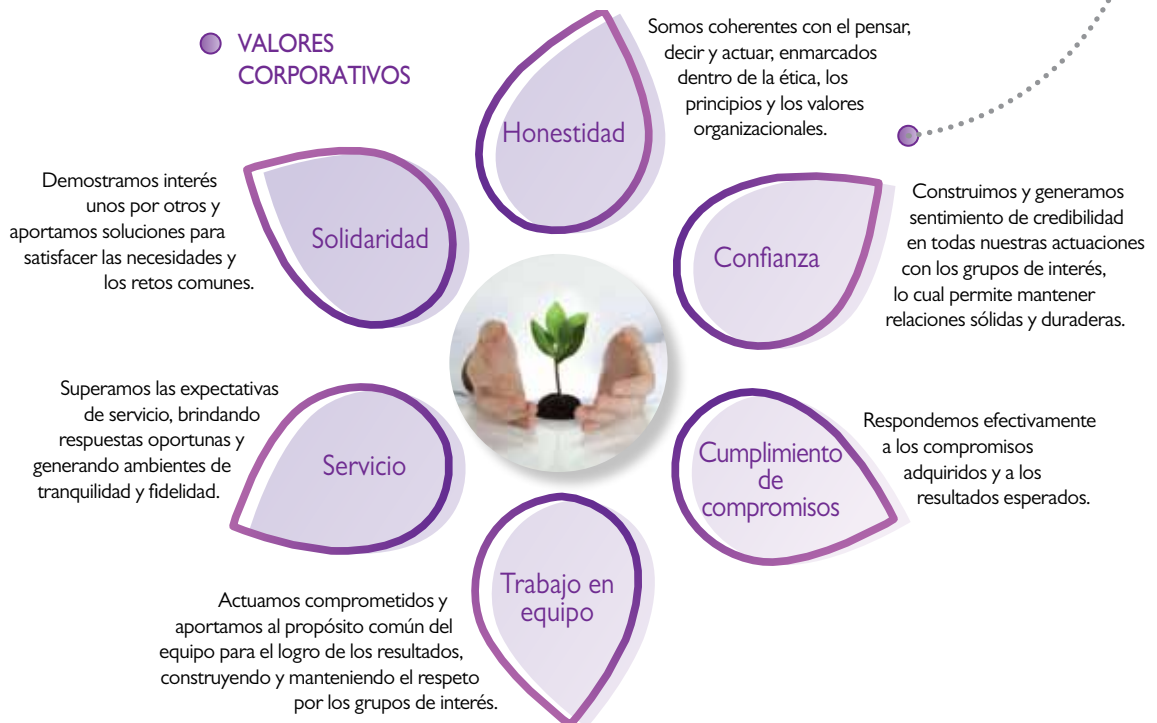 VALORES
CORPORATIVOS
Honestidad
Somos coherentes con el pensar,
decir y actuar, enmarcados
dentro de la ética, los
principios y los valores
organizacionales.
Confianza
Construimos y generamos
sentimiento de credibilidad
en todas nuestras actuaciones
con los grupos de interés,
lo cual permite mantener
relaciones sólidas y duraderas.
Cumplimiento
de
compromisos
Respondemos efectivamente
a los compromisos
adquiridos y a los
resultados esperados.
Trabajo en
equipo
Actuamos comprometidos y
aportamos al propósito común del
equipo para el logro de los resultados,
construyendo y manteniendo el respeto
por los grupos de interés.
Servicio
Superamos las expectativas
de servicio, brindando
respuestas oportunas y
generando ambientes de
tranquilidad y fidelidad.
Solidaridad
Demostramos interés
unos por otros y
aportamos soluciones para
satisfacer las necesidades y
los retos comunes.